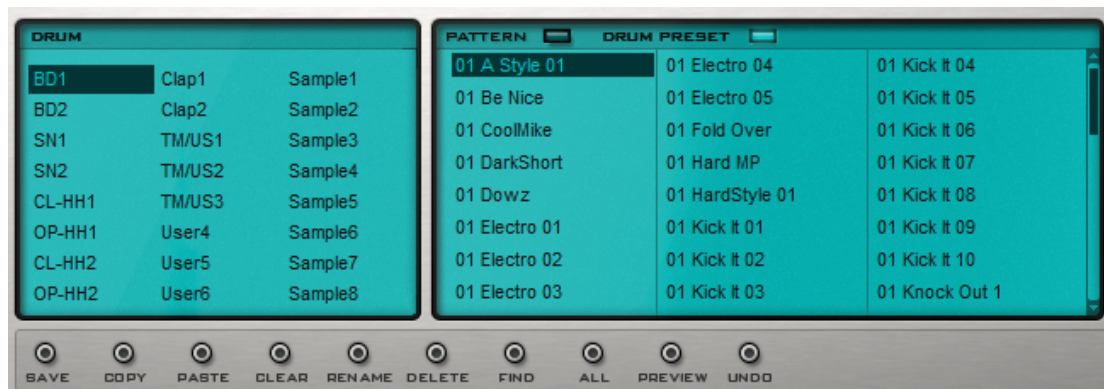 DRUM
BD1 Clap1 Sample1
BD2 Clap2 Sample2
SN1 TM/US1 Sample3
SN2 TM/US2 Sample4
CL-HH1 TM/US3 Sample5
OP-HH1 User4 Sample6
CL-HH2 User5 Sample7
OP-HH2 User6 Sample8
PATTERN DRUM PRESET
01 A Style 01 01 Electro 04 01 Kick It 04
01 Be Nice 01 Electro 05 01 Kick It 05
01 CoolMike 01 Fold Over 01 Kick It 06
01 DarkShort 01 Hard MP 01 Kick It 07
01 Dowz 01 HardStyle 01 01 Kick It 08
01 Electro 01 01 Kick It 01 01 Kick It 09
01 Electro 02 01 Kick It 02 01 Kick It 10
01 Electro 03 01 Kick It 03 01 Knock Out 1
SAVE COPY PASTE CLEAR RENAME DELETE FIND ALL PREVIEW UNDO